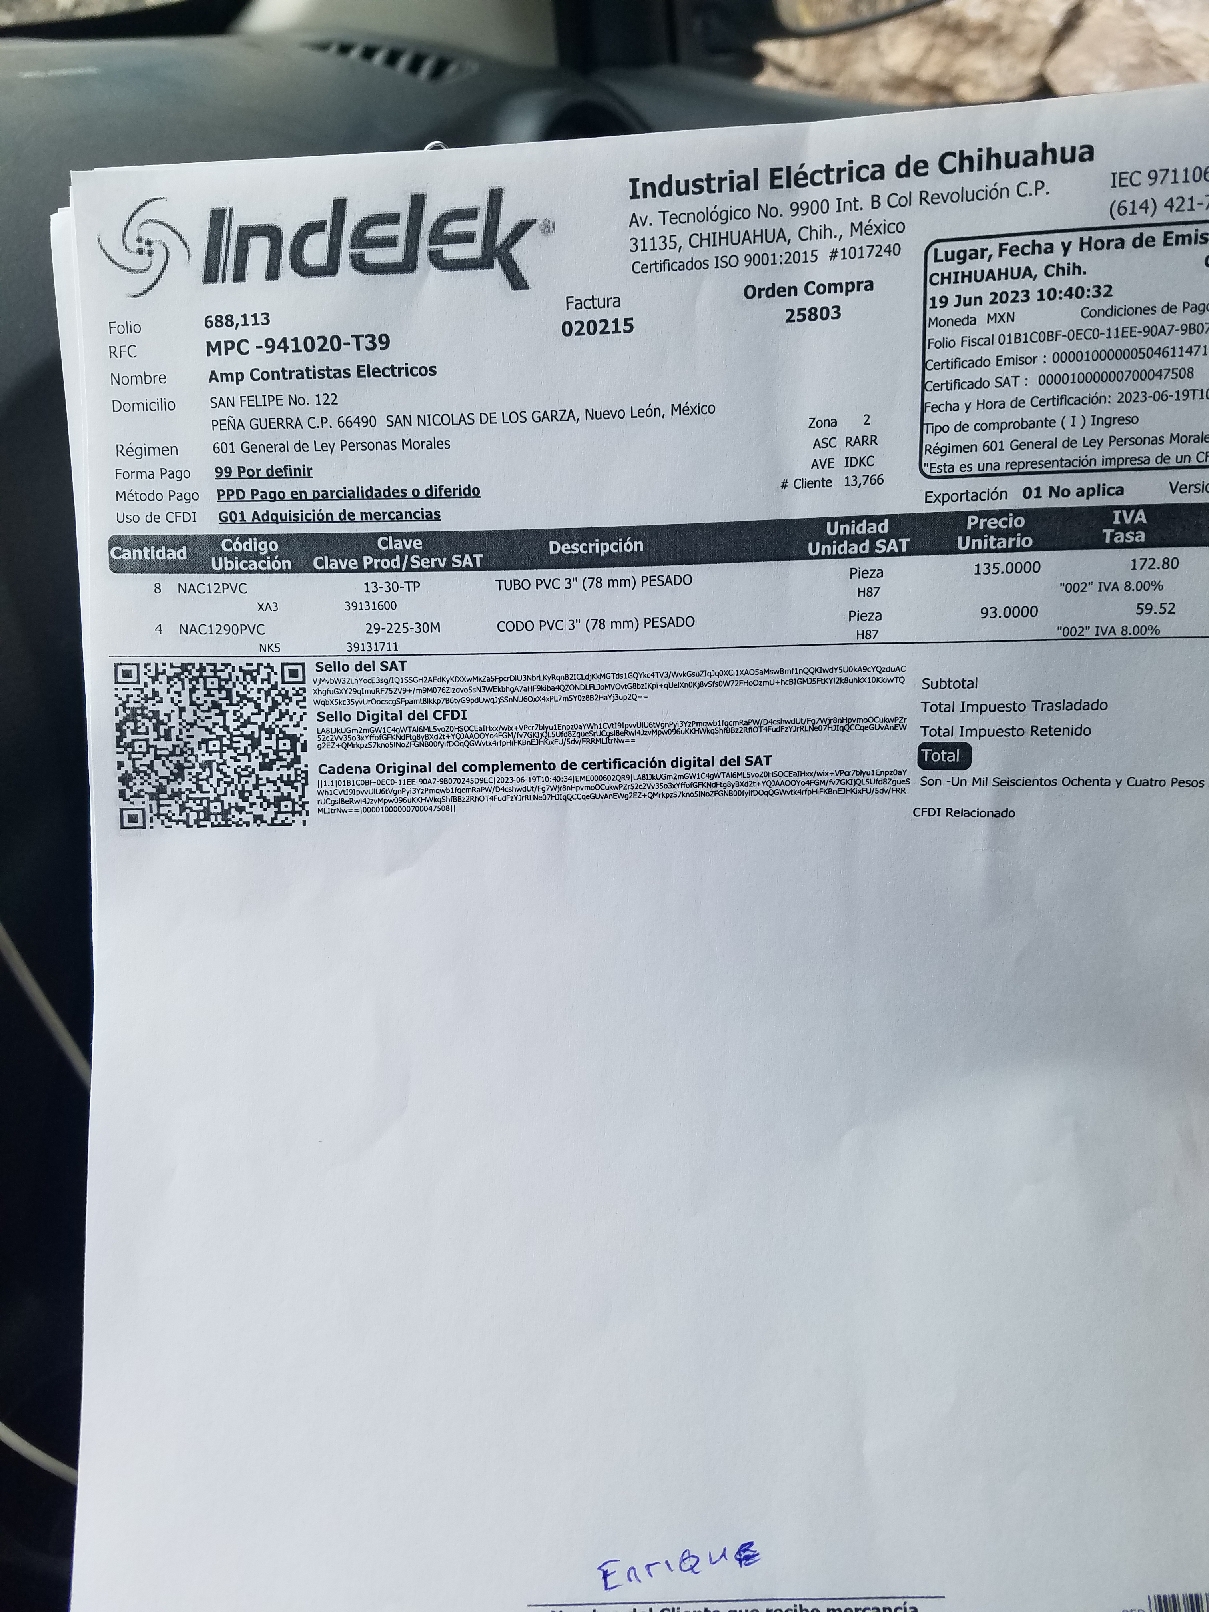 Indelek
Industrial Eléctrica de Chihuahua
Av. Tecnológico No. 9900 Int. B Col Revolución C.P.
31135, CHIHUAHUA, Chih., México
Certificados ISO 9001:2015 #1017240
IEC 971106
(614) 421-7
Lugar, Fecha y Hora de Emis
CHIHUAHUA, Chih.
19 Jun 2023 10:40:32
Moneda MXN Condiciones de Pago
Folio Fiscal 01B1C0BF-0EC0-11EE-90A7-9B07
Certificado Emisor : 00001000000504611471
Certificado SAT : 00001000000700047508
Fecha y Hora de Certificación: 2023-06-19T10
Tipo de comprobante ( I ) Ingreso
Régimen 601 General de Ley Personas Morale
"Esta es una representación impresa de un CF
Folio 688,113
Factura
020215
Orden Compra
25803
RFC MPC -941020-T39
Nombre Amp Contratistas Electricos
Domicilio SAN FELIPE No. 122
PEÑA GUERRA C.P. 66490 SAN NICOLAS DE LOS GARZA, Nuevo León, México
Régimen 601 General de Ley Personas Morales
Forma Pago 99 Por definir
Método Pago PPD Pago en parcialidades o diferido
Uso de CFDI G01 Adquisición de mercancias
Zona 2
ASC RARR
AVE IDKC
# Cliente 13,766
Exportación 01 No aplica Versió
Cantidad Código Ubicación Clave Clave Prod/Serv SAT Descripción Unidad Unidad SAT Precio Unitario IVA Tasa
8 NAC12PVC 13-30-TP TUBO PVC 3" (78 mm) PESADO Pieza 135.0000 172.80
XA3 39131600 H87 "002" IVA 8.00%
4 NAC1290PVC 29-225-30M CODO PVC 3" (78 mm) PESADO Pieza 93.0000 59.52
NK5 39131711 H87 "002" IVA 8.00%
Sello del SAT
Sello Digital del CFDI
Cadena Original del complemento de certificación digital del SAT
Subtotal
Total Impuesto Trasladado
Total Impuesto Retenido
Total
Son -Un Mil Seiscientos Ochenta y Cuatro Pesos
CFDI Relacionado
Enrique